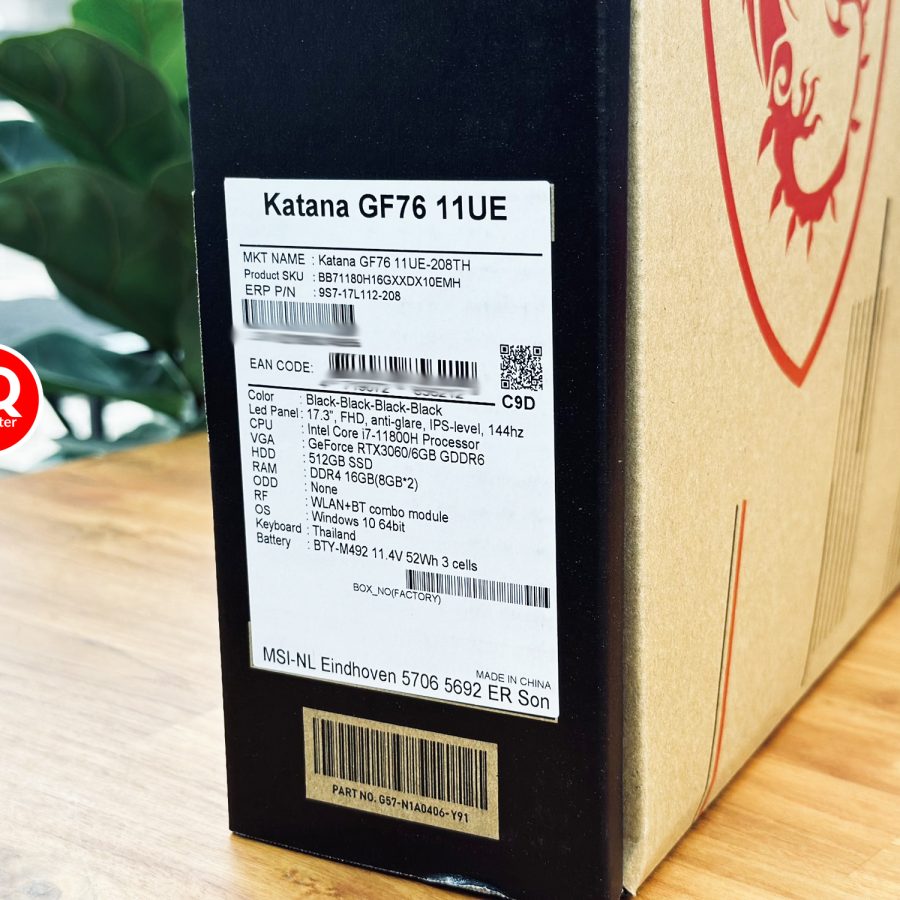 Katana GF76 11UE
MKT NAME : Katana GF76 11UE-208TH
Product SKU : BB71180H16GXXDX10EMH
ERP P/N : 9S7-17L112-208
EAN CODE:
C9D
Color : Black-Black-Black-Black
Led Panel : 17.3", FHD, anti-glare, IPS-level, 144hz
CPU : Intel Core i7-11800H Processor
VGA : GeForce RTX3060/6GB GDDR6
HDD : 512GB SSD
RAM : DDR4 16GB(8GB*2)
ODD : None
RF : WLAN+BT combo module
OS : Windows 10 64bit
Keyboard : Thailand
Battery : BTY-M492 11.4V 52Wh 3 cells
BOX_NO(FACTORY)
MADE IN CHINA
MSI-NL Eindhoven 5706 5692 ER Son
PART NO. G57-N1A0406-Y91